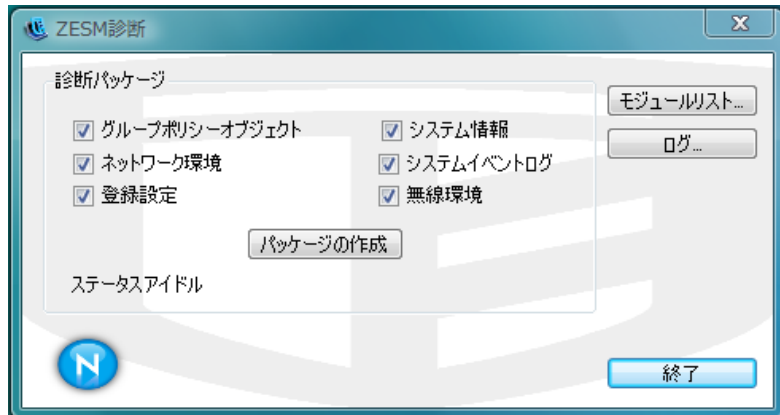 ZESM診断
診断パッケージ
モジュールリスト...
グループポリシーオブジェクト
システム情報
ログ...
ネットワーク環境
システムイベントログ
登録設定
無線環境
パッケージの作成
ステータスアイドル
N
終了